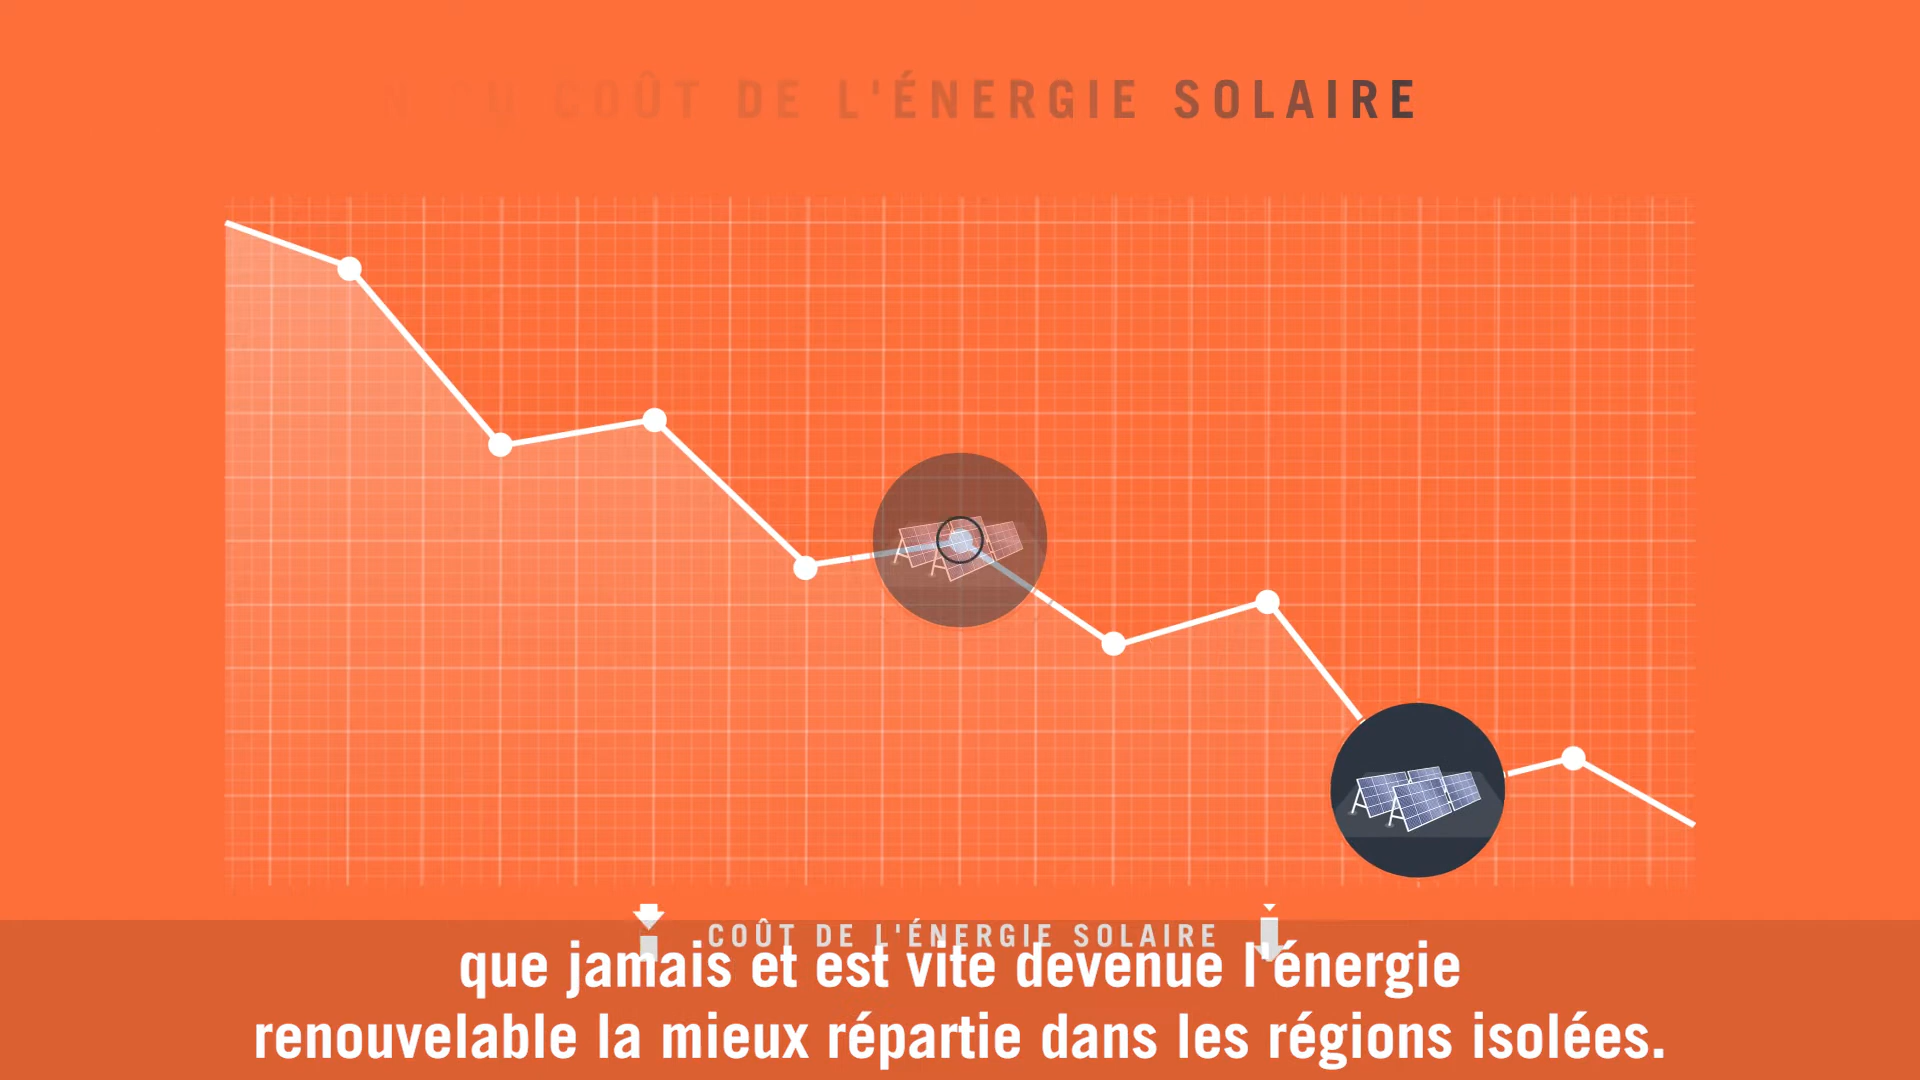 DU COÛT DE L'ÉNERGIE SOLAIRE
COÛT DE L'ÉNERGIE SOLAIRE
que jamais et est vite devenue l'énergie
renouvelable la mieux répartie dans les régions isolées.